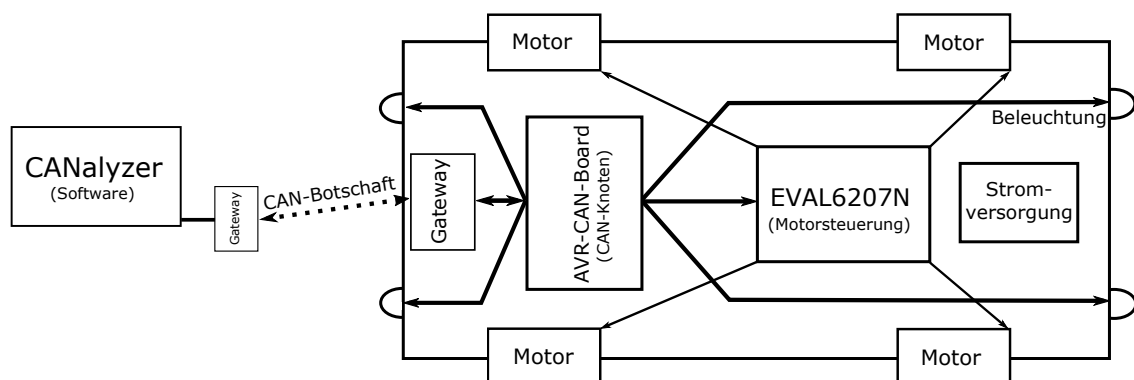 Motor
Motor
CANalyzer
(Software)
Gateway
CAN-Botschaft
Gateway
AVR-CAN-Board
(CAN-Knoten)
EVAL6207N
(Motorsteuerung)
Beleuchtung
Strom-
versorgung
Motor
Motor